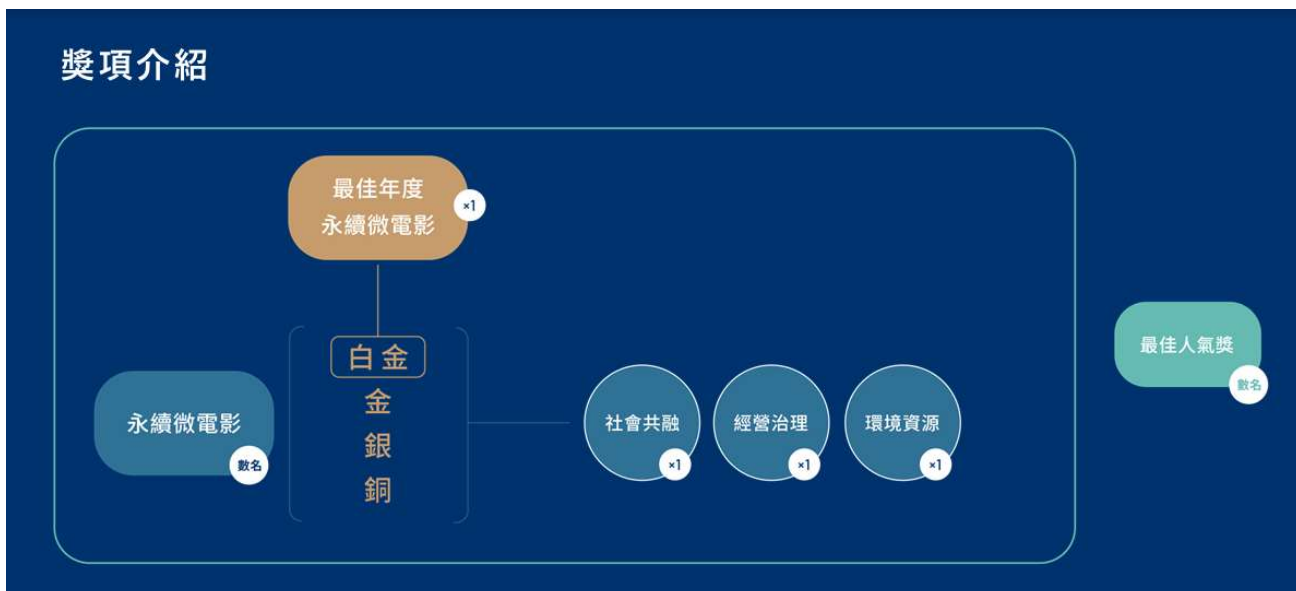 獎項介紹
最佳年度
永續微電影
×1
白金
金
銀
銅
永續微電影
數名
社會共融
×1
經營治理
×1
環境資源
×1
最佳人氣獎
數名